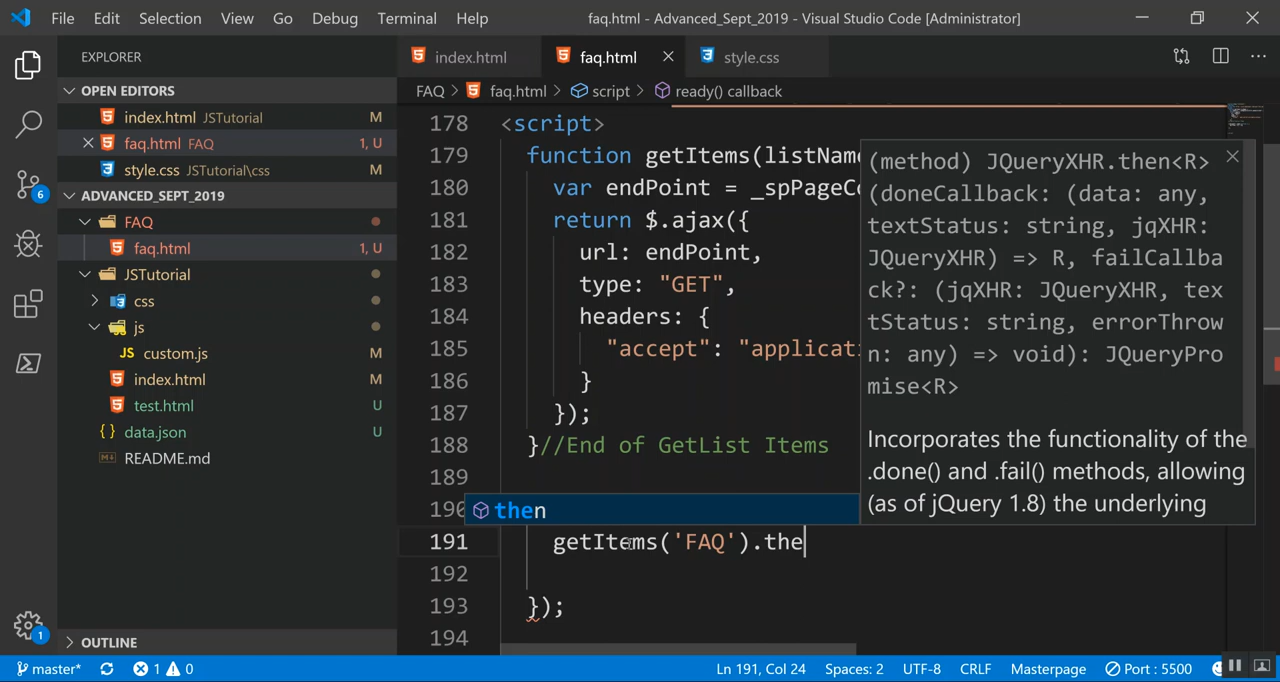 File Edit Selection View Go Debug Terminal Help faq.html - Advanced_Sept_2019 - Visual Studio Code [Administrator]
EXPLORER
index.html faq.html style.css
OPEN EDITORS
index.html JSTutorial M
faq.html FAQ 1, U
style.css JSTutorial\css M
ADVANCED_SEPT_2019
FAQ
faq.html 1, U
JSTutorial
css
js
JS custom.js M
index.html M
test.html U
{} data.json U
README.md
OUTLINE
6
1
FAQ > faq.html > script > ready() callback
178 <script>
179 function getItems(listName
180 var endPoint = _spPageCo
181 return $.ajax({
182 url: endPoint,
183 type: "GET",
184 headers: {
185 "accept": "applicati
186 }
187 });
188 }//End of GetList Items
189
190
then
191 getItems('FAQ').the
192
193 });
194
(method) JQueryXHR.then<R>
(doneCallback: (data: any,
textStatus: string, jqXHR:
JQueryXHR) => R, failCallba
ck?: (jqXHR: JQueryXHR, tex
tStatus: string, errorThrow
n: any) => void): JQueryPro
mise<R>
Incorporates the functionality of the
.done() and .fail() methods, allowing
(as of jQuery 1.8) the underlying
master* 1 0 Ln 191, Col 24 Spaces: 2 UTF-8 CRLF HTML Masterpage Port : 5500